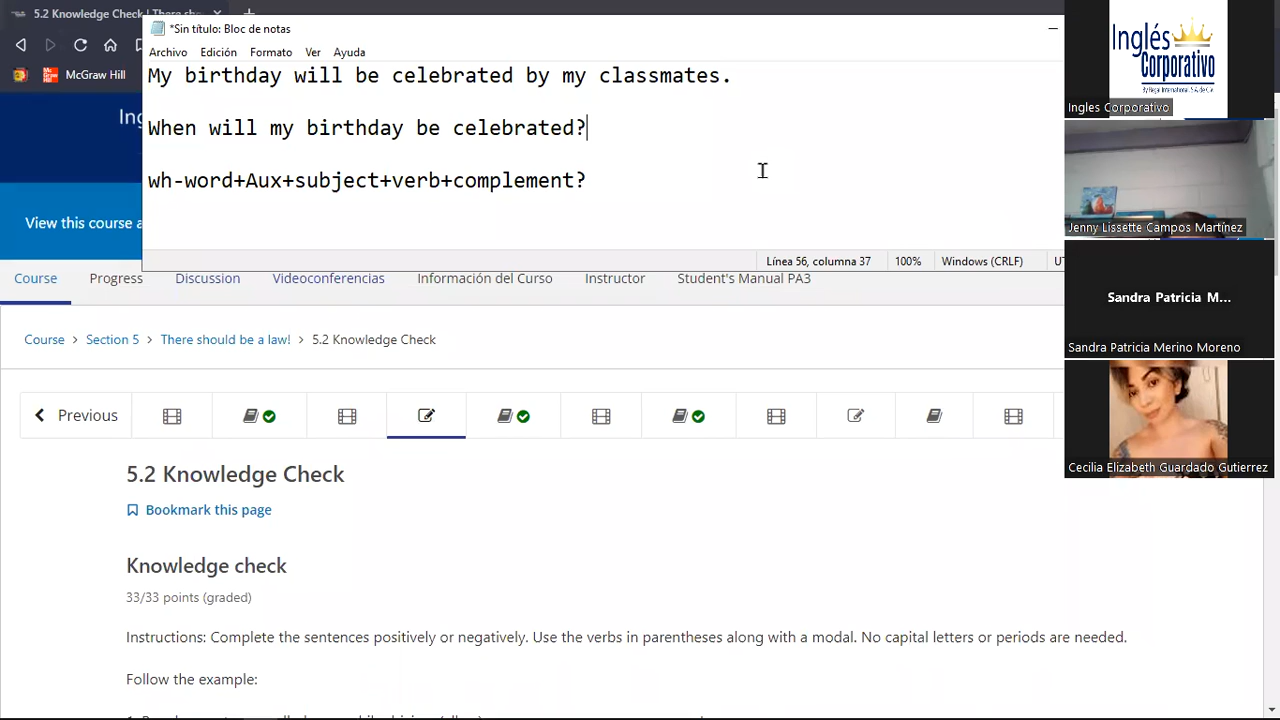 5.2 Knowledge Check | There shou
*Sin título: Bloc de notas
Archivo Edición Formato Ver Ayuda
McGraw Hill
My birthday will be celebrated by my classmates.
When will my birthday be celebrated?
wh-word+Aux+subject+verb+complement?
View this course a
Línea 56, columna 37 100% Windows (CRLF) UT
Course Progress Discussion Videoconferencias Información del Curso Instructor Student's Manual PA3
Course > Section 5 > There should be a law! > 5.2 Knowledge Check
Previous
5.2 Knowledge Check
Bookmark this page
Knowledge check
33/33 points (graded)
Instructions: Complete the sentences positively or negatively. Use the verbs in parentheses along with a modal. No capital letters or periods are needed.
Follow the example:
Inglés
Corporativo
Ingles Corporativo
Jenny Lissette Campos Martínez
Sandra Patricia M...
Sandra Patricia Merino Moreno
Cecilia Elizabeth Guardado Gutierrez